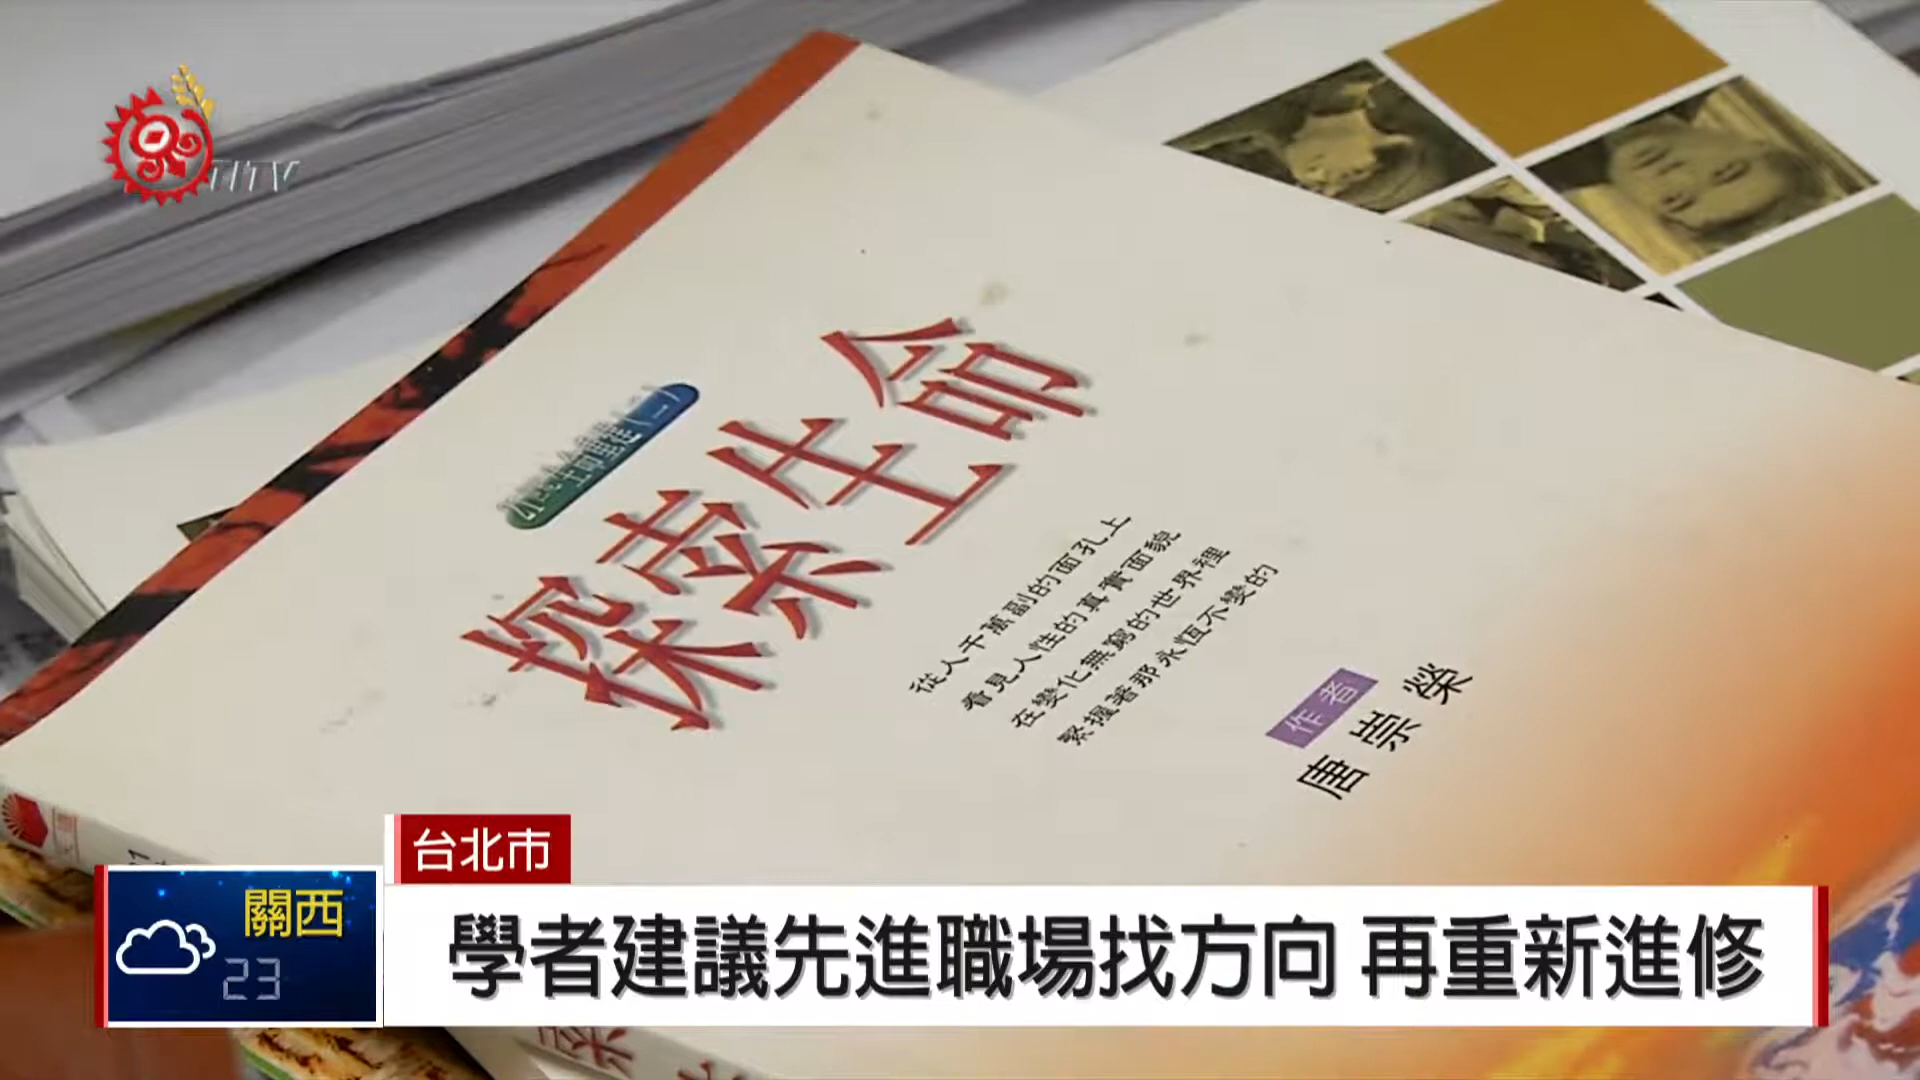 TITV
探索生命
從人千萬副的面孔上
看見人性的真實面貌
在變化無窮的世界裡
緊握著那永恆不變的
作者
唐崇榮
台北市
關西
23
學者建議先進職場找方向 再重新進修